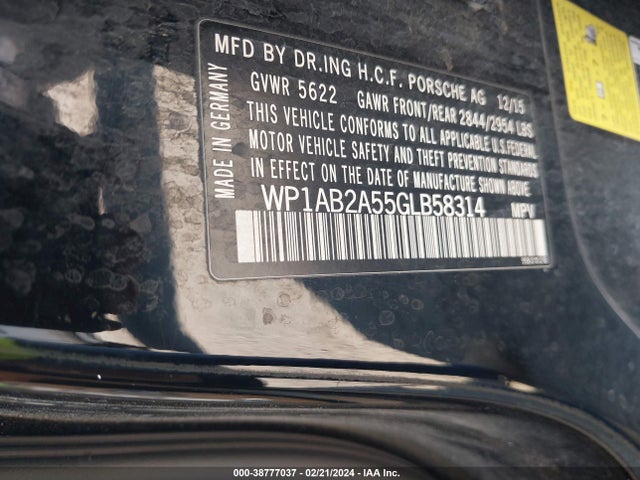 MFD BY DR.ING H.C.F. PORSCHE AG 12/15
GVWR 5622 GAWR FRONT/REAR 2844/2954 LBS
THIS VEHICLE CONFORMS TO ALL APPLICABLE U.S.FEDERAL
MOTOR VEHICLE SAFETY AND THEFT PREVENTION STANDARDS
IN EFFECT ON THE DATE OF MANUFACTURE SHOWN ABOVE.
WP1AB2A55GLB58314 MPV
MADE IN GERMANY
000-38777037 - 02/21/2024 - IAA Inc.